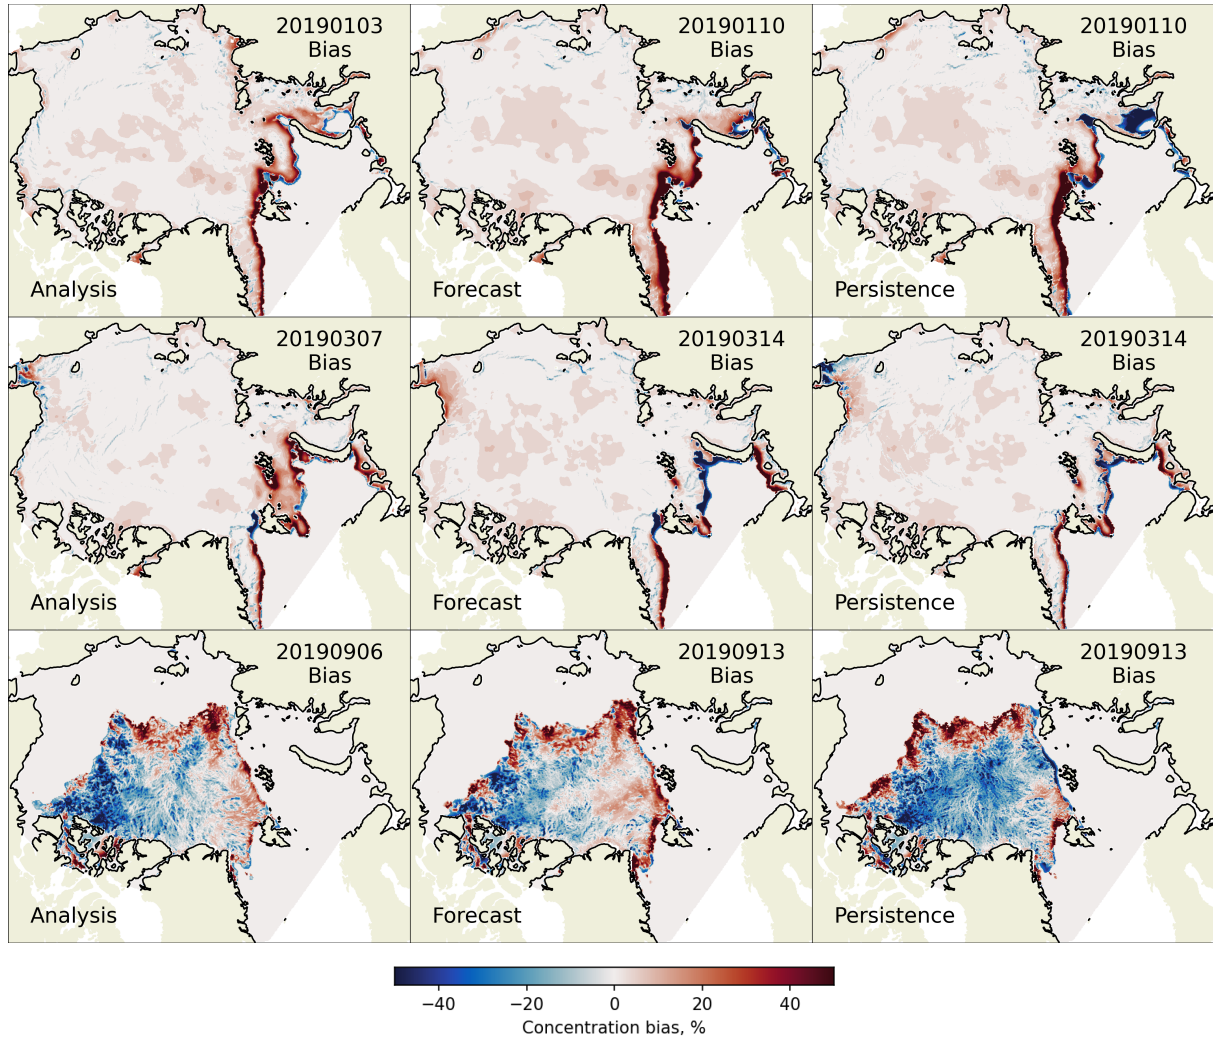 20190103
Bias
Analysis
20190110
Bias
Forecast
20190110
Bias
Persistence
20190307
Bias
Analysis
20190314
Bias
Forecast
20190314
Bias
Persistence
20190906
Bias
Analysis
20190913
Bias
Forecast
20190913
Bias
Persistence
−40 −20 0 20 40
Concentration bias, %